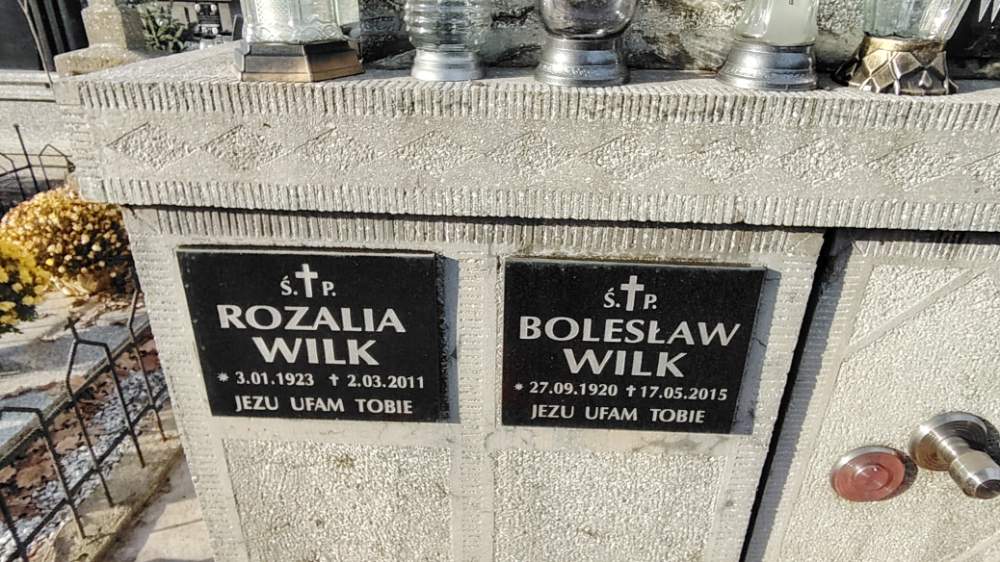 Ś.✝P.
ROZALIA
WILK
* 3.01.1923 ✝ 2.03.2011
JEZU UFAM TOBIE
Ś.✝P.
BOLESŁAW
WILK
* 27.09.1920 ✝ 17.05.2015
JEZU UFAM TOBIE